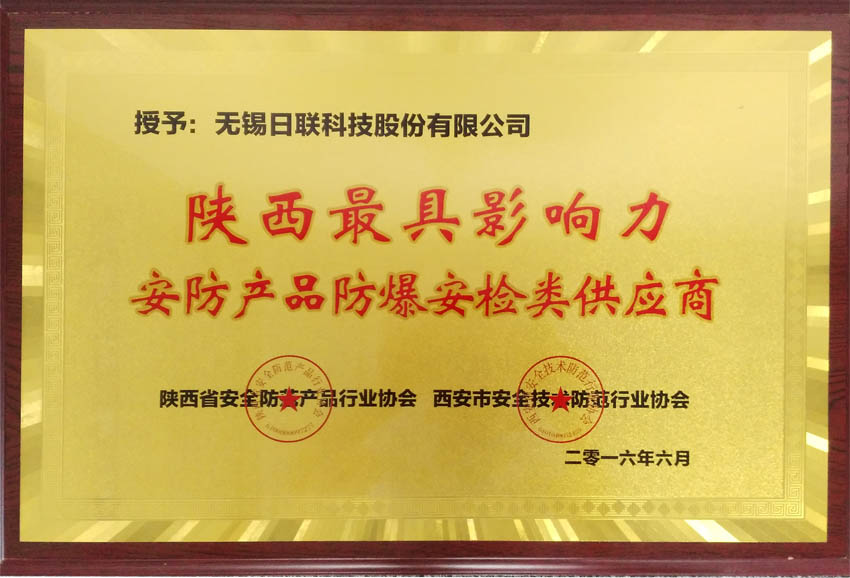 授予：无锡日联科技股份有限公司
陕西最具影响力
安防产品防爆安检类供应商
陕西省安全防范产品行业协会 西安市安全技术防范行业协会
二零一六年六月